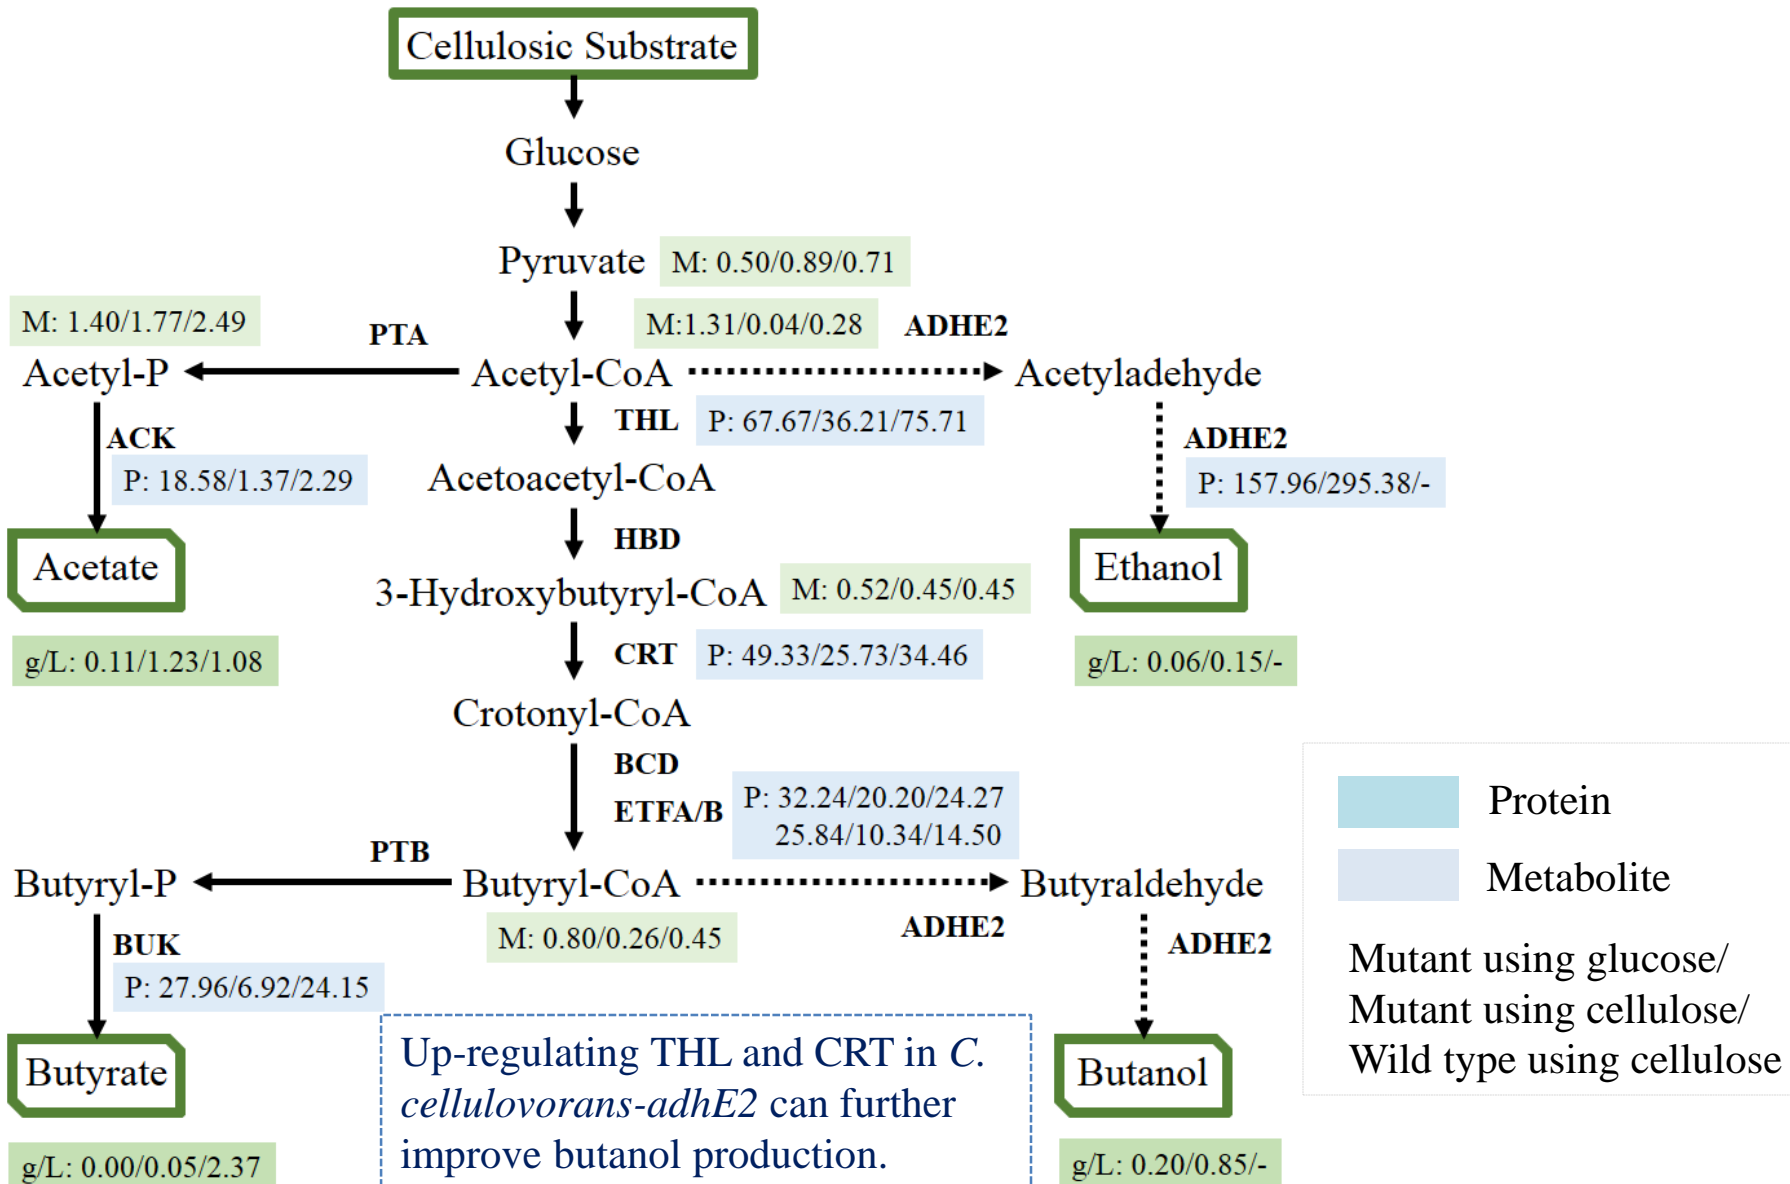 Cellulosic Substrate
Glucose
Pyruvate
M: 0.50/0.89/0.71
M: 1.40/1.77/2.49
PTA
M:1.31/0.04/0.28
ADHE2
Acetyl-P
Acetyl-CoA
Acetyladehyde
THL
P: 67.67/36.21/75.71
ACK
P: 18.58/1.37/2.29
ADHE2
P: 157.96/295.38/-
Acetoacetyl-CoA
HBD
Acetate
Ethanol
3-Hydroxybutyryl-CoA
M: 0.52/0.45/0.45
g/L: 0.11/1.23/1.08
CRT
P: 49.33/25.73/34.46
g/L: 0.06/0.15/-
Crotonyl-CoA
BCD
ETFA/B
P: 32.24/20.20/24.27
25.84/10.34/14.50
PTB
Butyryl-P
Butyryl-CoA
Butyraldehyde
M: 0.80/0.26/0.45
ADHE2
ADHE2
BUK
P: 27.96/6.92/24.15
Butyrate
Butanol
g/L: 0.00/0.05/2.37
g/L: 0.20/0.85/-
Up-regulating THL and CRT in C.
cellulovorans-adhE2 can further
improve butanol production.
Protein
Metabolite
Mutant using glucose/
Mutant using cellulose/
Wild type using cellulose